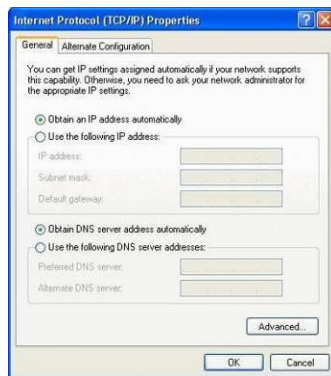 Internet Protocol (TCP/IP) Properties
General Alternate Configuration
You can get IP settings assigned automatically if your network supports
this capability. Otherwise, you need to ask your network administrator for
the appropriate IP settings.
Obtain an IP address automatically
Use the following IP address:
IP address:
Subnet mask:
Default gateway:
Obtain DNS server address automatically
Use the following DNS server addresses:
Preferred DNS server:
Alternate DNS server:
Advanced...
OK Cancel